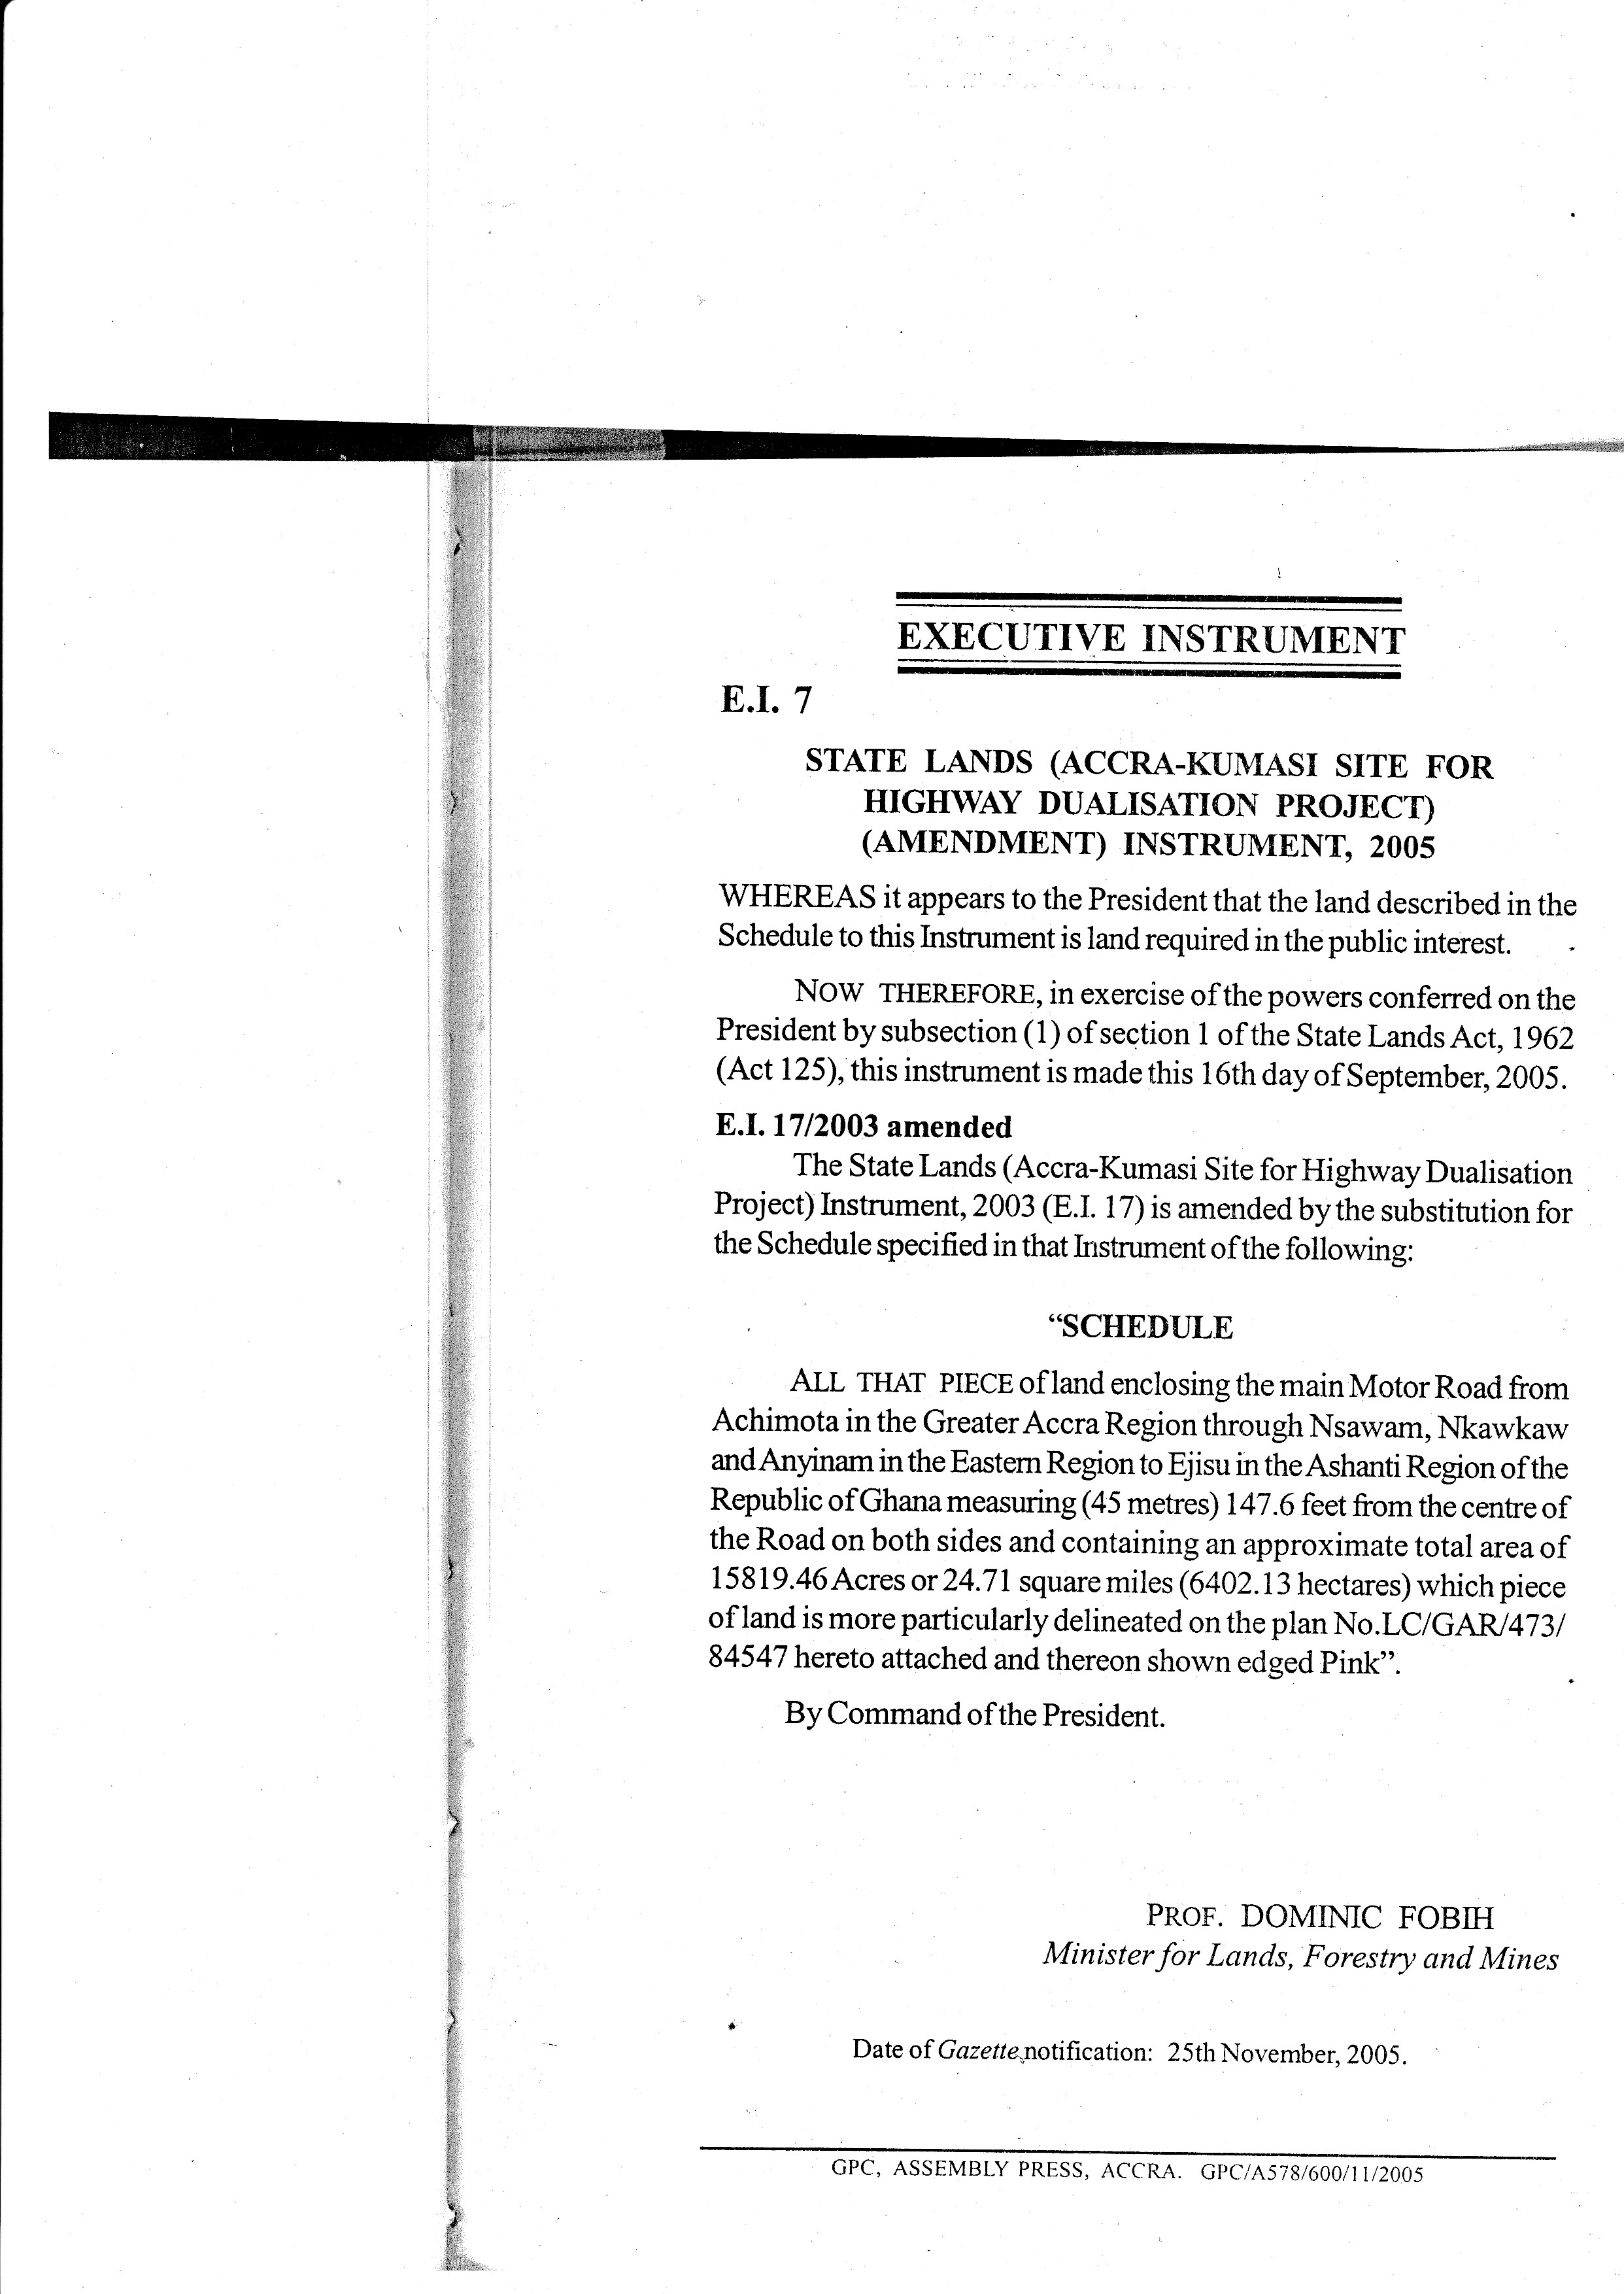 EXECUTIVE INSTRUMENT
E.I. 7
STATE LANDS (ACCRA-KUMASI SITE FOR
HIGHWAY DUALISATION PROJECT)
(AMENDMENT) INSTRUMENT, 2005
WHEREAS it appears to the President that the land described in the
Schedule to this Instrument is land required in the public interest.
NOW THEREFORE, in exercise of the powers conferred on the
President by subsection (1) of section 1 of the State Lands Act, 1962
(Act 125), this instrument is made this 16th day of September, 2005.
E.I. 17/2003 amended
The State Lands (Accra-Kumasi Site for Highway Dualisation
Project) Instrument, 2003 (E.I. 17) is amended by the substitution for
the Schedule specified in that Instrument of the following:
“SCHEDULE
ALL THAT PIECE of land enclosing the main Motor Road from
Achimota in the Greater Accra Region through Nsawam, Nkawkaw
and Anyinam in the Eastern Region to Ejisu in the Ashanti Region of the
Republic of Ghana measuring (45 metres) 147.6 feet from the centre of
the Road on both sides and containing an approximate total area of
15819.46 Acres or 24.71 square miles (6402.13 hectares) which piece
of land is more particularly delineated on the plan No.LC/GAR/473/
84547 hereto attached and thereon shown edged Pink”.
By Command of the President.
PROF. DOMINIC FOBIH
Minister for Lands, Forestry and Mines
Date of Gazette notification: 25th November, 2005.
GPC, ASSEMBLY PRESS, ACCRA. GPC/A578/600/11/2005